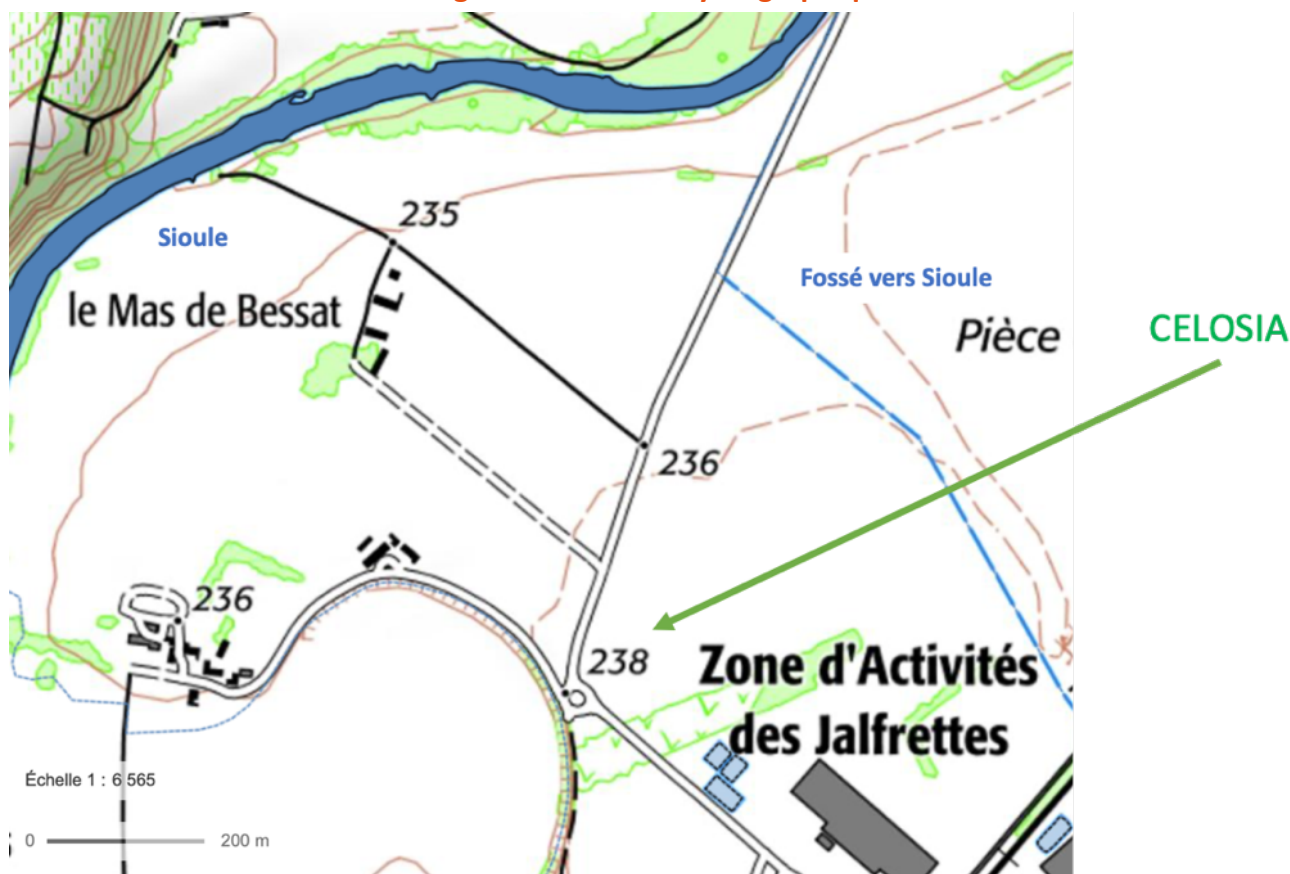 235
Sioule
le Mas de Bessat
Fossé vers Sioule
Pièce
CELOSIA
236
236
238
Zone d'Activités
des Jalfrettes
Échelle 1 : 6 565
0 200 m